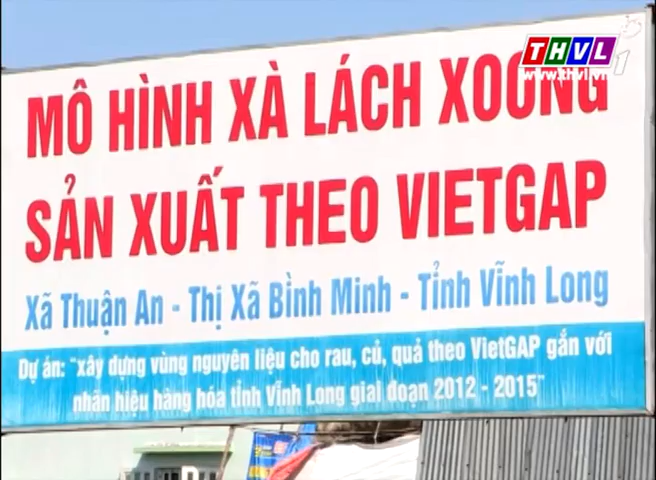 THVL 1
www.thvl.vn
MÔ HÌNH XÀ LÁCH XOONG
SẢN XUẤT THEO VIETGAP
Xã Thuận An - Thị Xã Bình Minh - Tỉnh Vĩnh Long
Dự án: "xây dựng vùng nguyên liệu cho rau, củ, quả theo VietGAP gắn với
nhãn hiệu hàng hóa tỉnh Vĩnh Long giai đoạn 2012 - 2015"